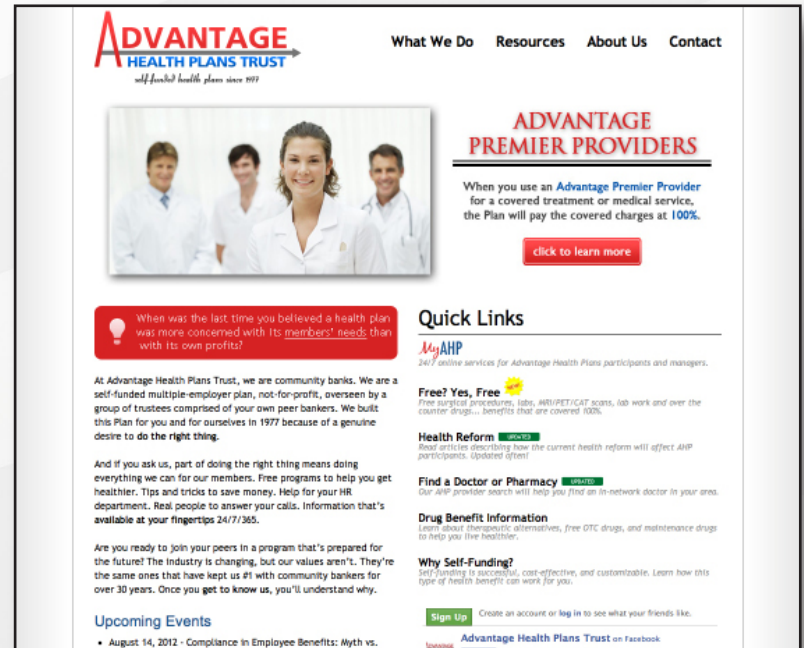 ADVANTAGE
HEALTH PLANS TRUST
self-funded health plans since 1977
What We Do Resources About Us Contact
ADVANTAGE
PREMIER PROVIDERS
When you use an Advantage Premier Provider
for a covered treatment or medical service,
the Plan will pay the covered charges at 100%.
click to learn more
When was the last time you believed a health plan
was more concerned with its members' needs than
with its own profits?
At Advantage Health Plans Trust, we are community banks. We are a
self-funded multiple-employer plan, not-for-profit, overseen by a
group of trustees comprised of your own peer bankers. We built
this Plan for you and for ourselves in 1977 because of a genuine
desire to do the right thing.
And if you ask us, part of doing the right thing means doing
everything we can for our members. Free programs to help you get
healthier. Tips and tricks to save money. Help for your HR
department. Real people to answer your calls. Information that's
available at your fingertips 24/7/365.
Are you ready to join your peers in a program that's prepared for
the future? The industry is changing, but our values aren't. They're
the same ones that have kept us #1 with community bankers for
over 30 years. Once you get to know us, you'll understand why.
Upcoming Events
• August 14, 2012 - Compliance in Employee Benefits: Myth vs.
Quick Links
MyAHP
24/7 online services for Advantage Health Plans participants and managers.
Free? Yes, Free NEW
Free surgical procedures, labs, MRI/PET/CAT scans, lab work and over the
counter drugs... benefits that are covered 100%.
Health Reform UPDATED
Read articles describing how the current health reform will affect AHP
participants. Updated often!
Find a Doctor or Pharmacy UPDATED
Our AHP provider search will help you find an in-network doctor in your area.
Drug Benefit Information
Learn about therapeutic alternatives, free OTC drugs, and maintenance drugs
to help you live healthier.
Why Self-Funding?
Self-funding is successful, cost-effective, and customizable. Learn how this
type of health benefit can work for you.
Sign Up Create an account or log in to see what your friends like.
Advantage Health Plans Trust on Facebook